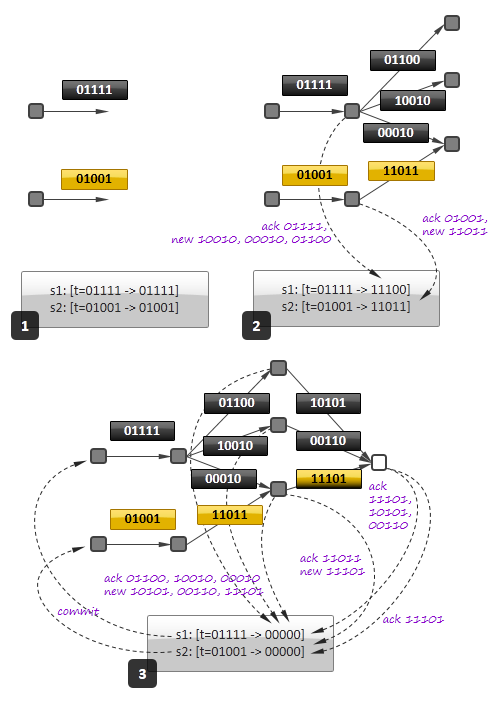 01111
01001
s1: [t=01111 -> 01111]
s2: [t=01001 -> 01001]
1
01100
01111
10010
00010
01001
11011
ack 01111,
new 10010, 00010, 01100
ack 01001,
new 11011
s1: [t=01111 -> 11100]
s2: [t=01001 -> 11011]
2
01100
10101
01111
10010
00110
00010
11101
01001
11011
ack
11101,
10101,
00110
ack 11011
new 11101
ack 01100, 10010, 00010
new 10101, 00110, 11101
commit
ack 11101
s1: [t=01111 -> 00000]
s2: [t=01001 -> 00000]
3